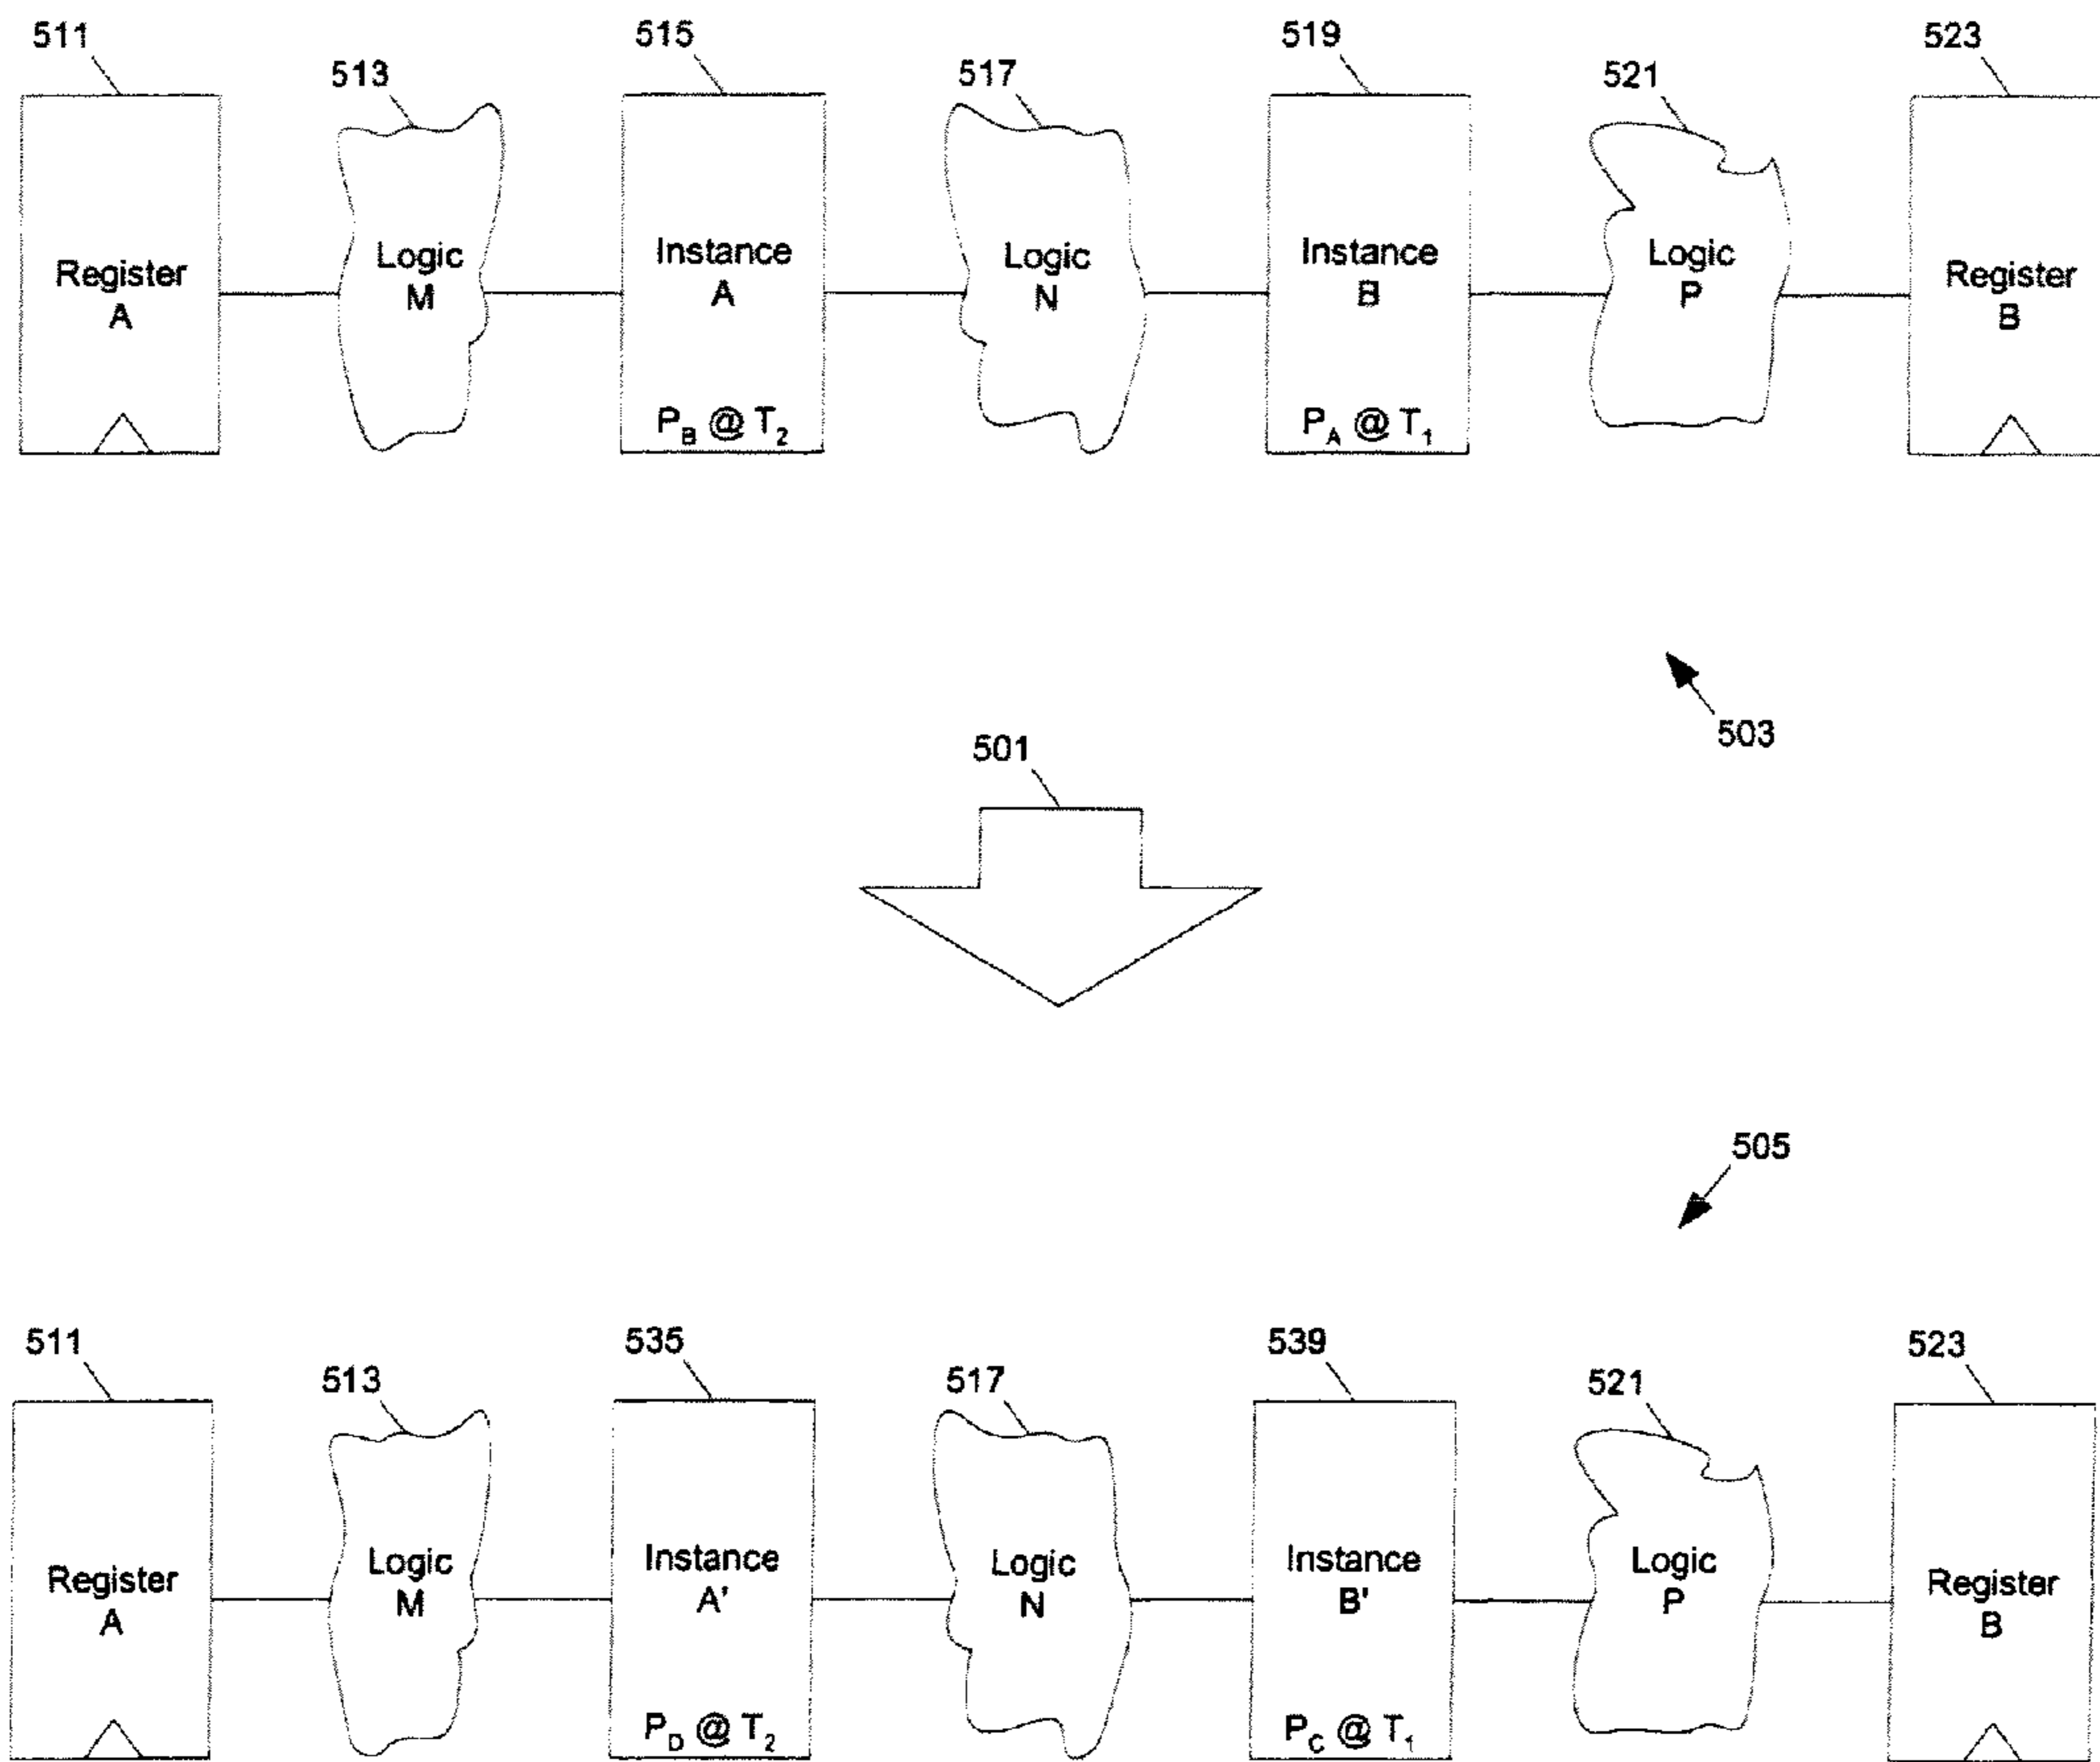 511
513
515
517
519
521
523
Register
A
Logic
M
Instance
A
P_B @ T_2
Logic
N
Instance
B
P_A @ T_1
Logic
P
Register
B
503
501
505
511
513
535
517
539
521
523
Register
A
Logic
M
Instance
A'
P_D @ T_2
Logic
N
Instance
B'
P_C @ T_1
Logic
P
Register
B